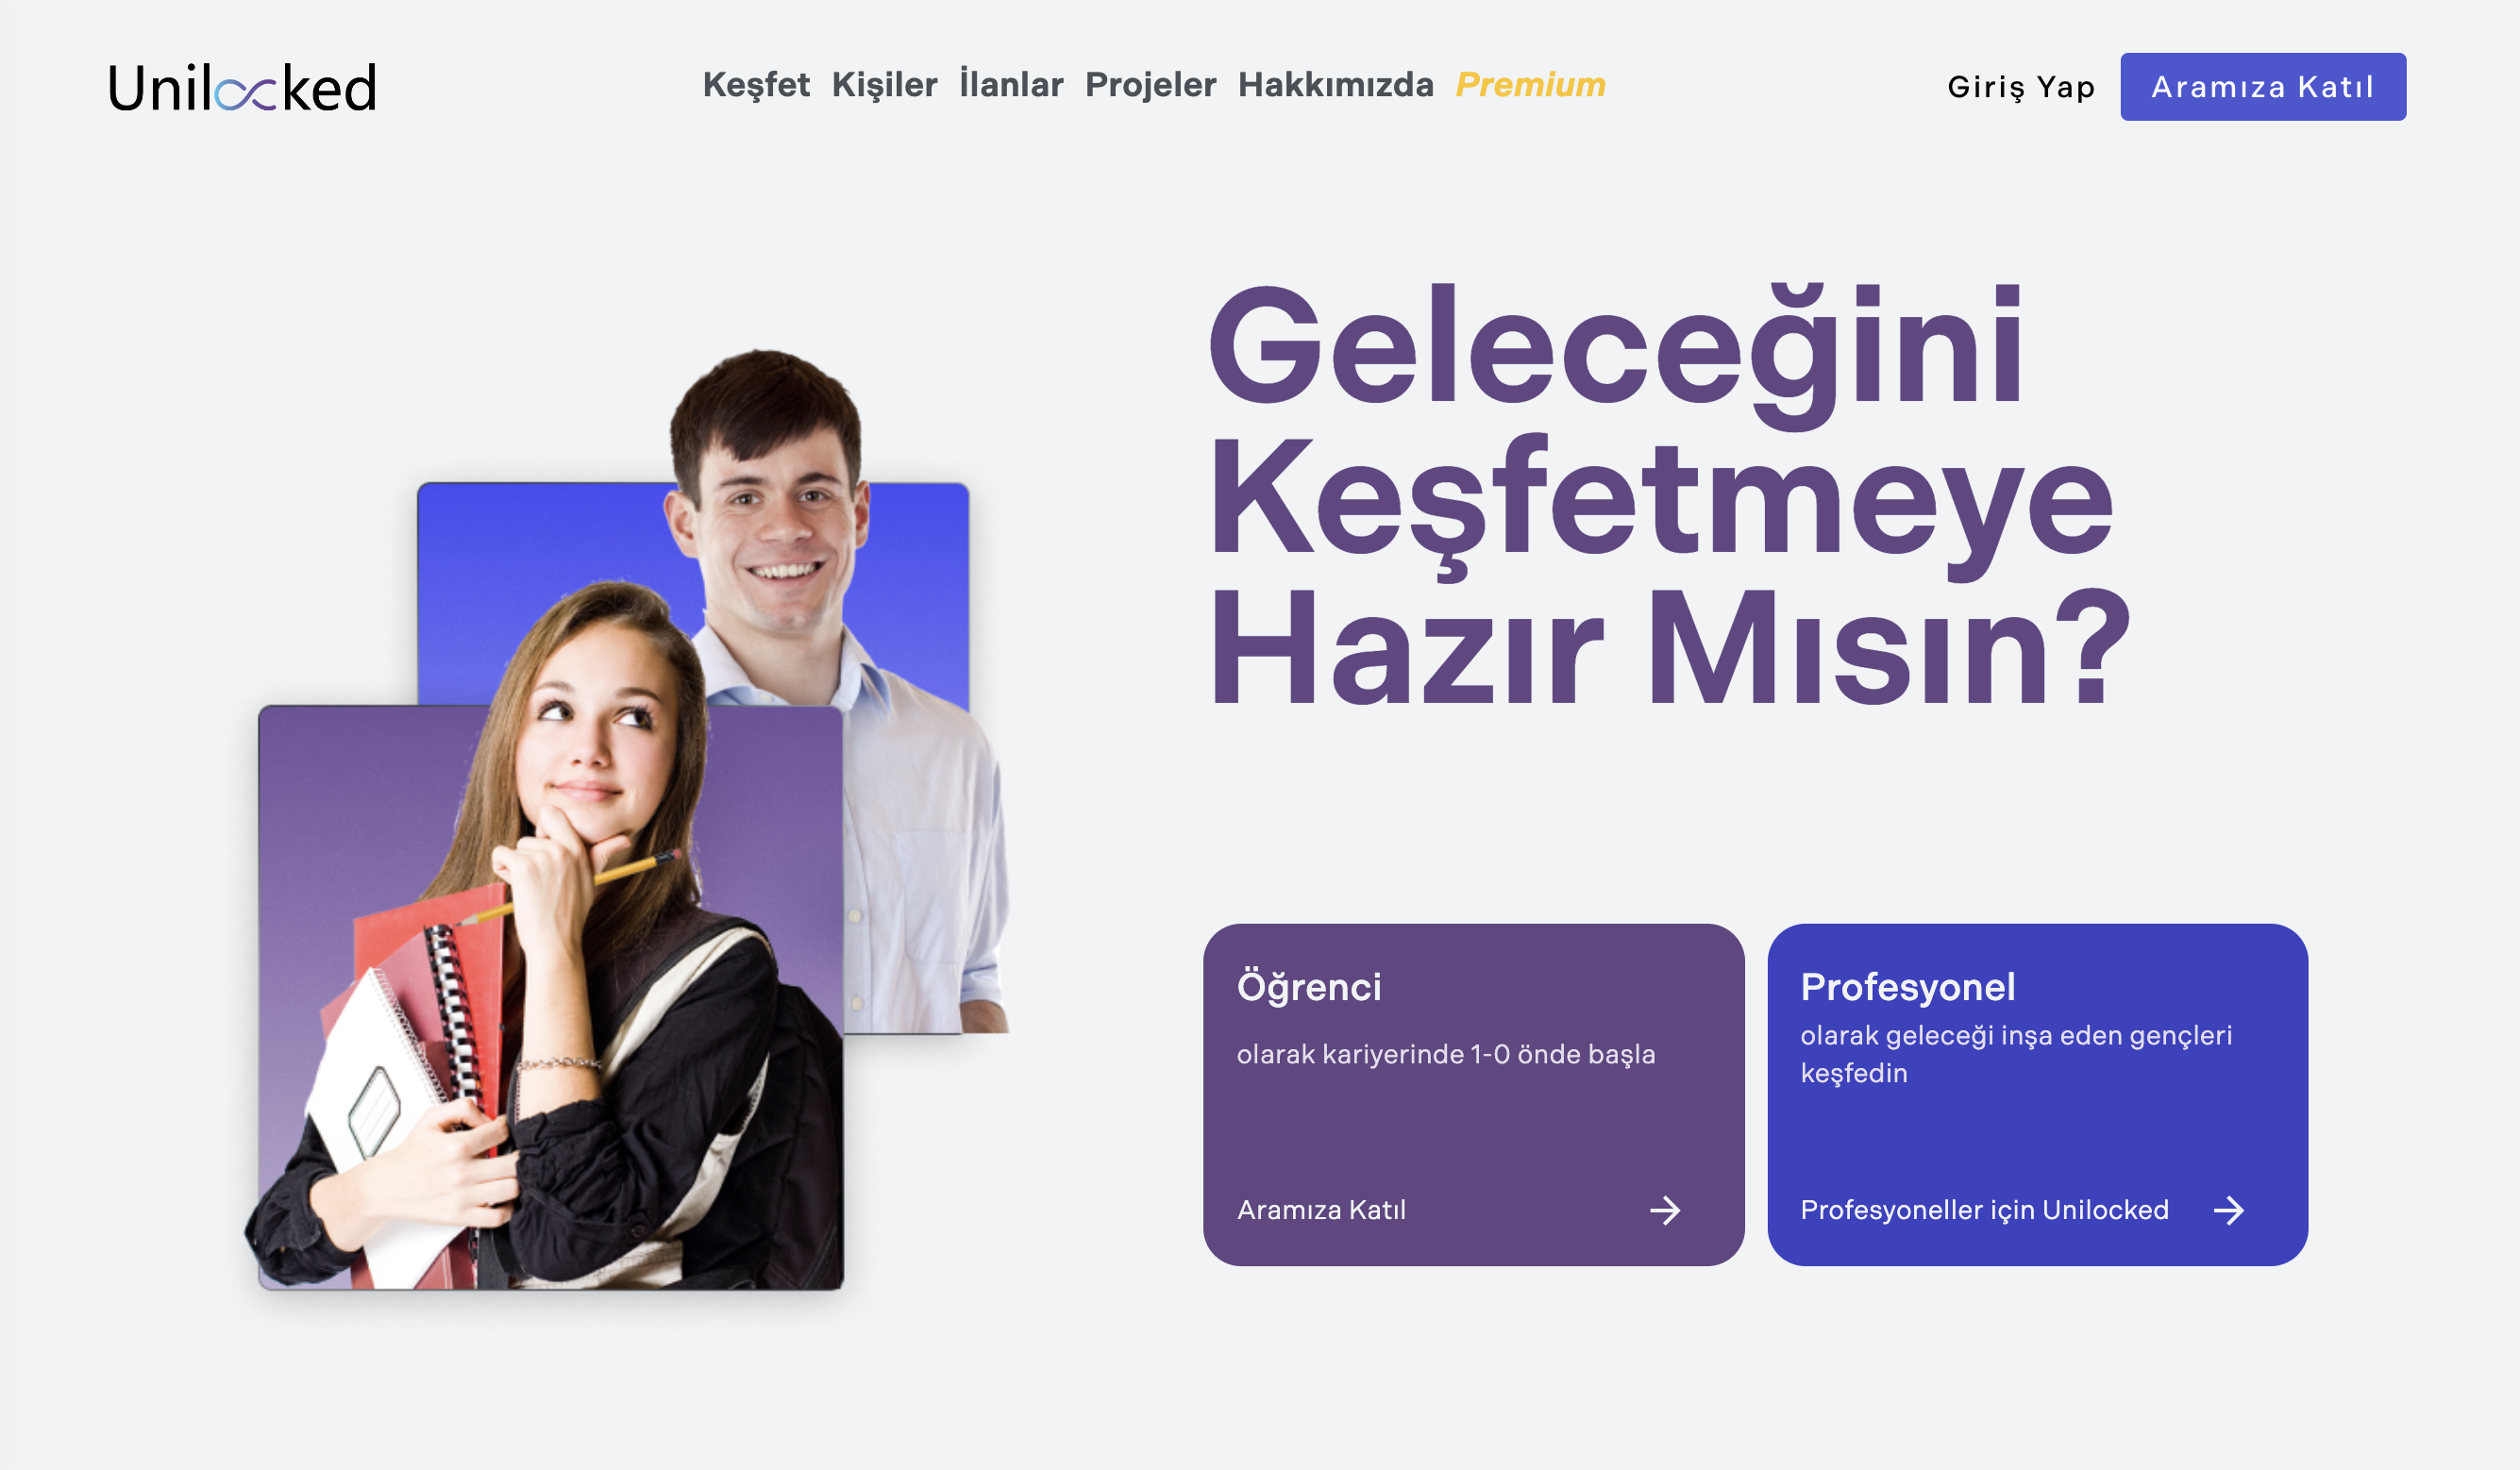 Unilocked
Keşfet Kişiler İlanlar Projeler Hakkımızda Premium
Giriş Yap
Aramıza Katıl
Geleceğini
Keşfetmeye
Hazır Mısın?
Öğrenci
olarak kariyerinde 1-0 önde başla
Aramıza Katıl
Profesyonel
olarak geleceği inşa eden gençleri
keşfedin
Profesyoneller için Unilocked